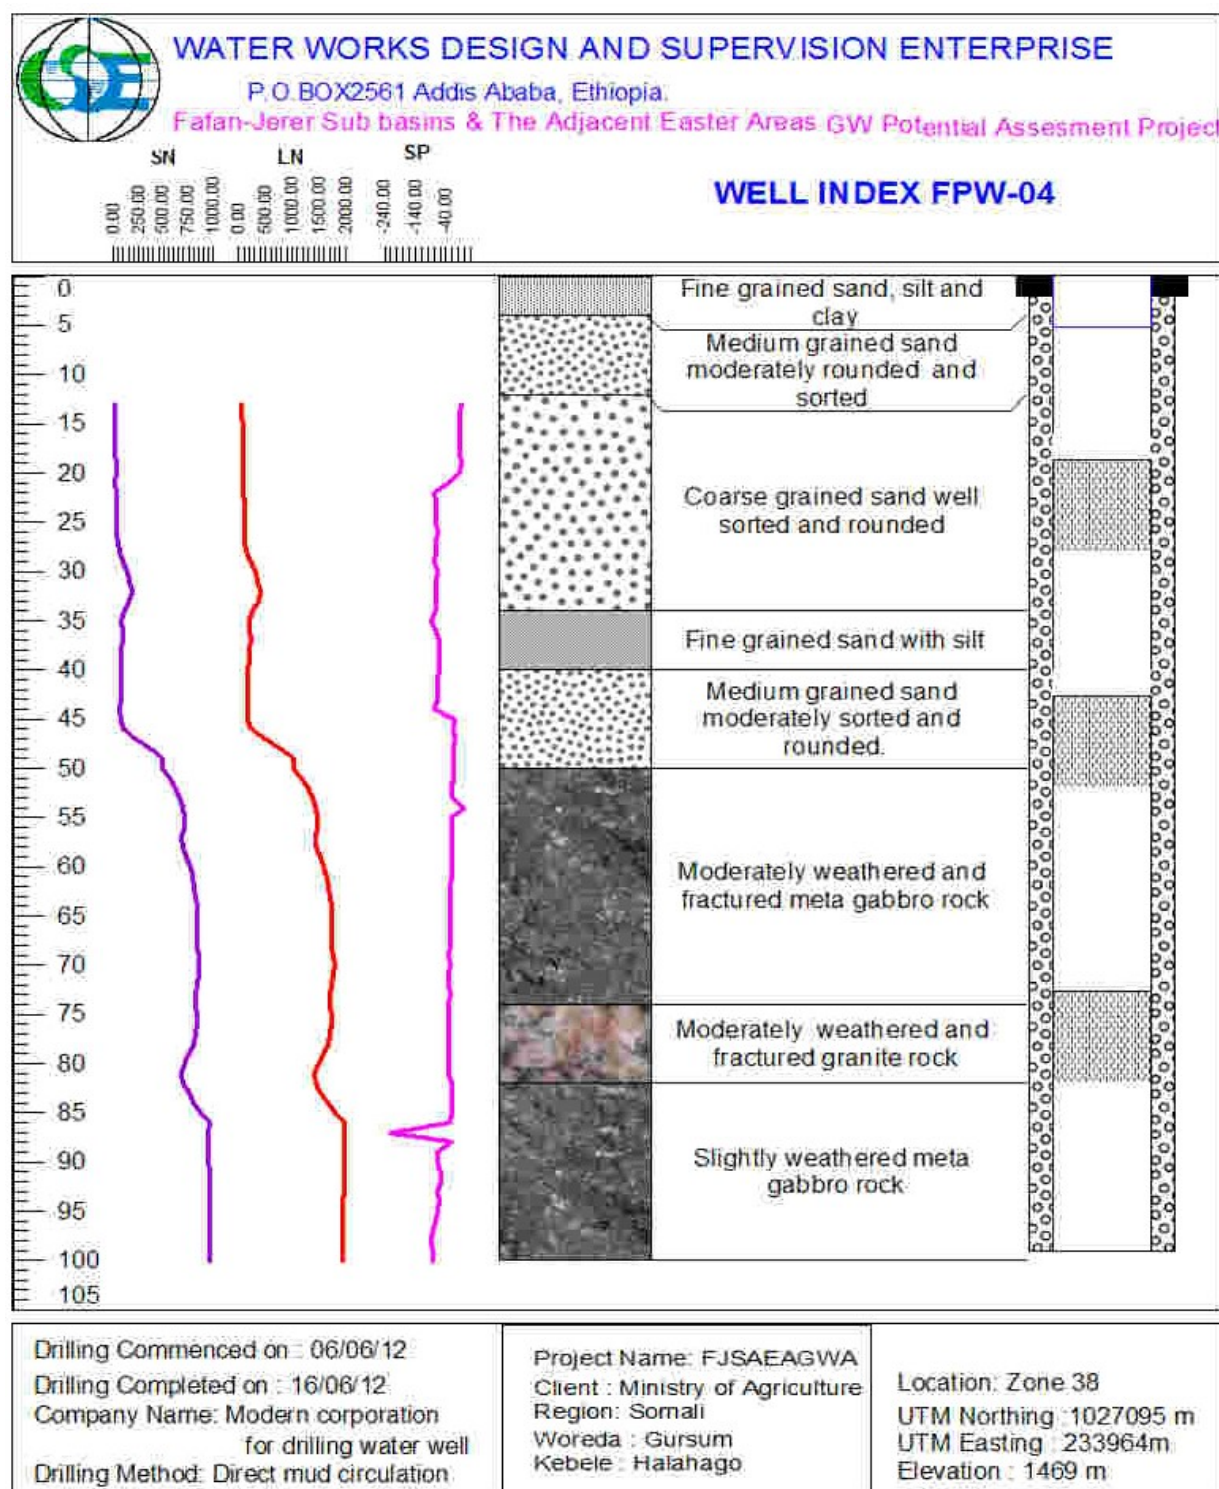 CSE
WATER WORKS DESIGN AND SUPERVISION ENTERPRISE
P.O.BOX2561 Addis Ababa, Ethiopia.
Fafan-Jerer Sub basins & The Adjacent Easter Areas GW Potential Assesment Project
SN LN SP
0.00 250.00 500.00 750.00 1000.00 0.00 500.00 1000.00 1500.00 2000.00 -240.00 -140.00 -40.00
WELL INDEX FPW-04
0
5
10
15
20
25
30
35
40
45
50
55
60
65
70
75
80
85
90
95
100
105
Fine grained sand, silt and
clay
Medium grained sand
moderately rounded and
sorted
Coarse grained sand well
sorted and rounded
Fine grained sand with silt
Medium grained sand
moderately sorted and
rounded.
Moderately weathered and
fractured meta gabbro rock
Moderately weathered and
fractured granite rock
Slightly weathered meta
gabbro rock
Drilling Commenced on : 06/06/12
Drilling Completed on : 16/06/12
Company Name: Modern corporation
for drilling water well
Drilling Method: Direct mud circulation
Project Name: FJSAEAGWA
Client : Ministry of Agriculture
Region: Somali
Woreda : Gursum
Kebele : Halahago
Location: Zone 38
UTM Northing :1027095 m
UTM Easting : 233964m
Elevation : 1469 m